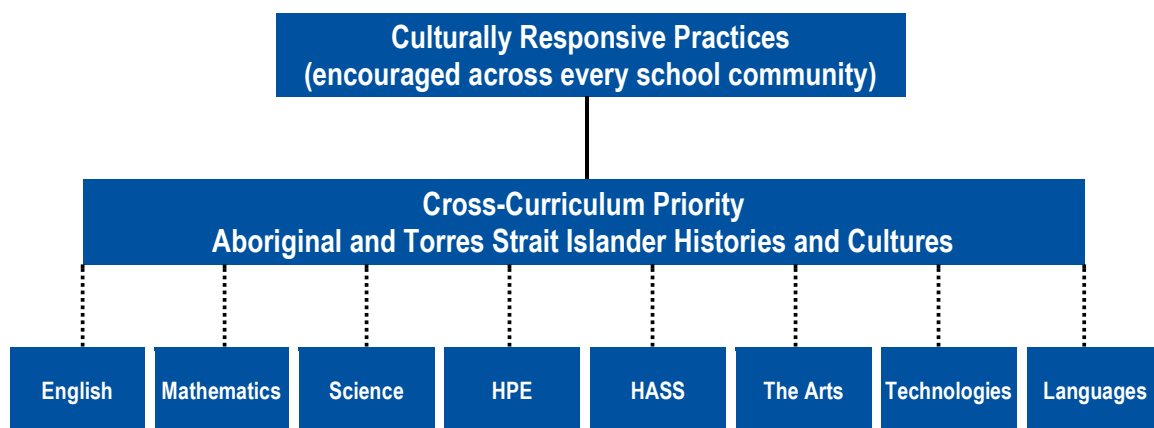 Culturally Responsive Practices
(encouraged across every school community)
Cross-Curriculum Priority
Aboriginal and Torres Strait Islander Histories and Cultures
English
Mathematics
Science
HPE
HASS
The Arts
Technologies
Languages